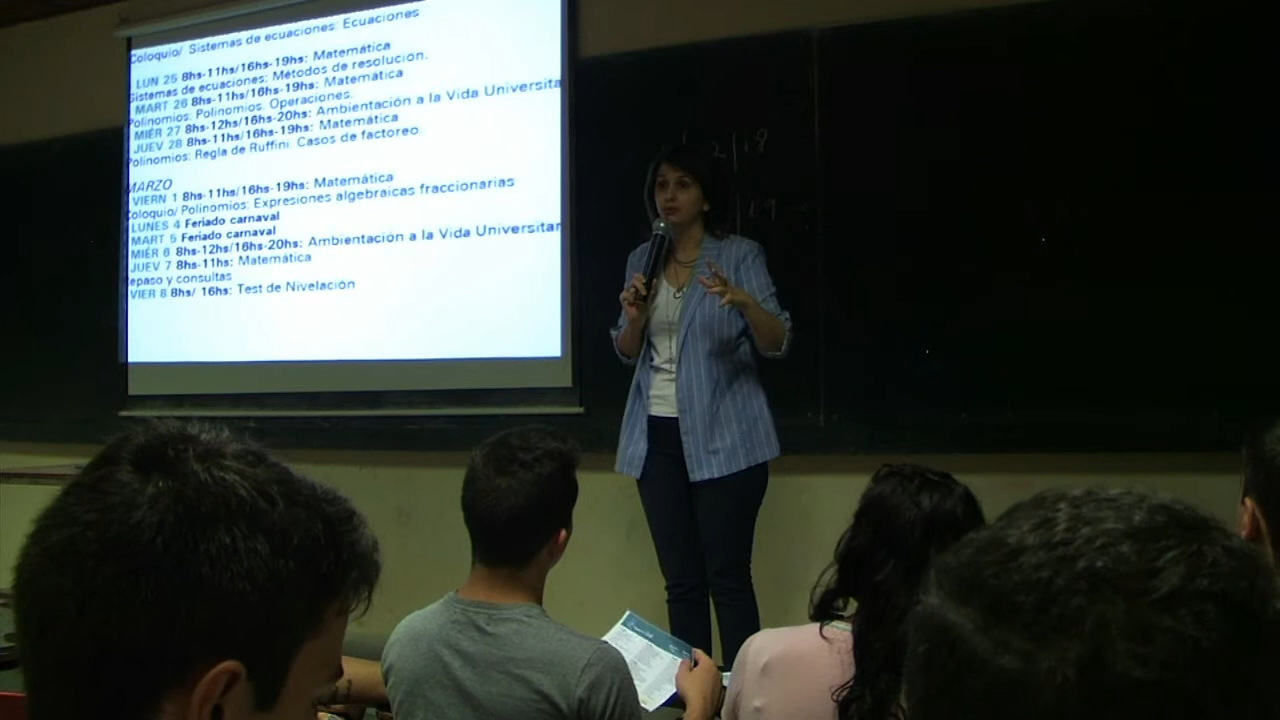 Coloquio/ Sistemas de ecuaciones: Ecuaciones
LUN 25 8hs-11hs/16hs-19hs: Matemática
Sistemas de ecuaciones: Métodos de resolución.
MART 26 8hs-11hs/16hs-19hs: Matemática
Polinomios: Polinomios. Operaciones.
MIÉR 27 8hs-12hs/16hs-20hs: Ambientación a la Vida Universita
JUEV 28 8hs-11hs/16hs-19hs: Matemática
Polinomios: Regla de Ruffini. Casos de factoreo.
MARZO
VIERN 1 8hs-11hs/16hs-19hs: Matemática
Coloquio/ Polinomios: Expresiones algebraicas fraccionarias
LUNES 4 Feriado carnaval
MART 5 Feriado carnaval
MIÉR 6 8hs-12hs/16hs-20hs: Ambientación a la Vida Universitar
JUEV 7 8hs-11hs: Matemática
epaso y consultas
VIER 8 8hs/ 16hs: Test de Nivelación